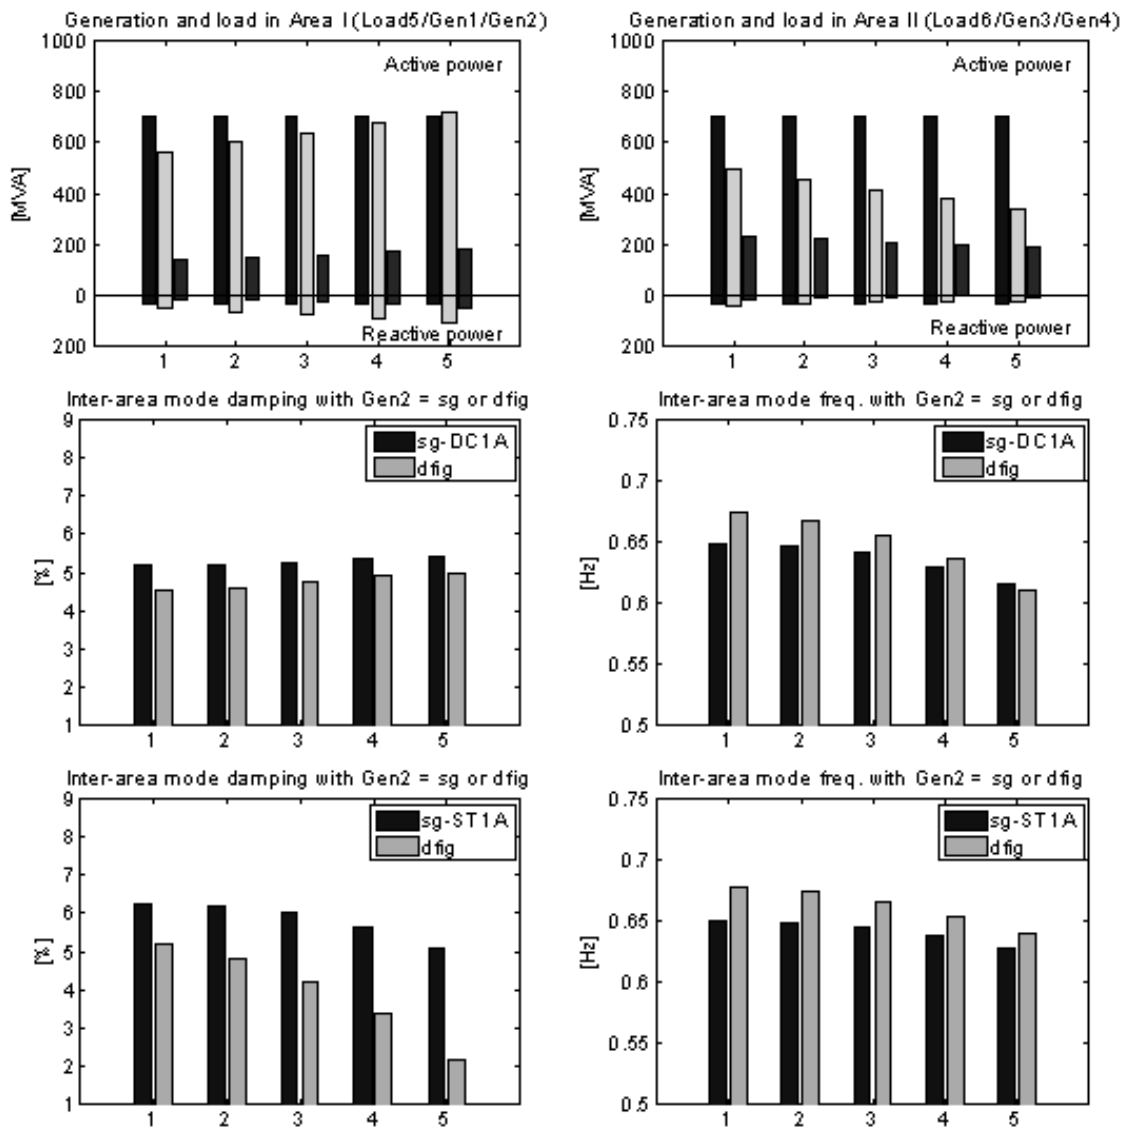 Generation and load in Area I (Load5/Gen1/Gen2)
1000
800
600
400
200
0
200
[MVA]
Active power
Reactive power
1 2 3 4 5
Generation and load in Area II (Load6/Gen3/Gen4)
1000
800
600
400
200
0
200
[MVA]
Active power
Reactive power
1 2 3 4 5
Inter-area mode damping with Gen2 = sg or dfig
9
8
7
6
5
4
3
2
1
[%]
sg-DC1A
dfig
1 2 3 4 5
Inter-area mode freq. with Gen2 = sg or dfig
0.75
0.7
0.65
0.6
0.55
0.5
[Hz]
sg-DC1A
dfig
1 2 3 4 5
Inter-area mode damping with Gen2 = sg or dfig
9
8
7
6
5
4
3
2
1
[%]
sg-ST1A
dfig
1 2 3 4 5
Inter-area mode freq. with Gen2 = sg or dfig
0.75
0.7
0.65
0.6
0.55
0.5
[Hz]
sg-ST1A
dfig
1 2 3 4 5